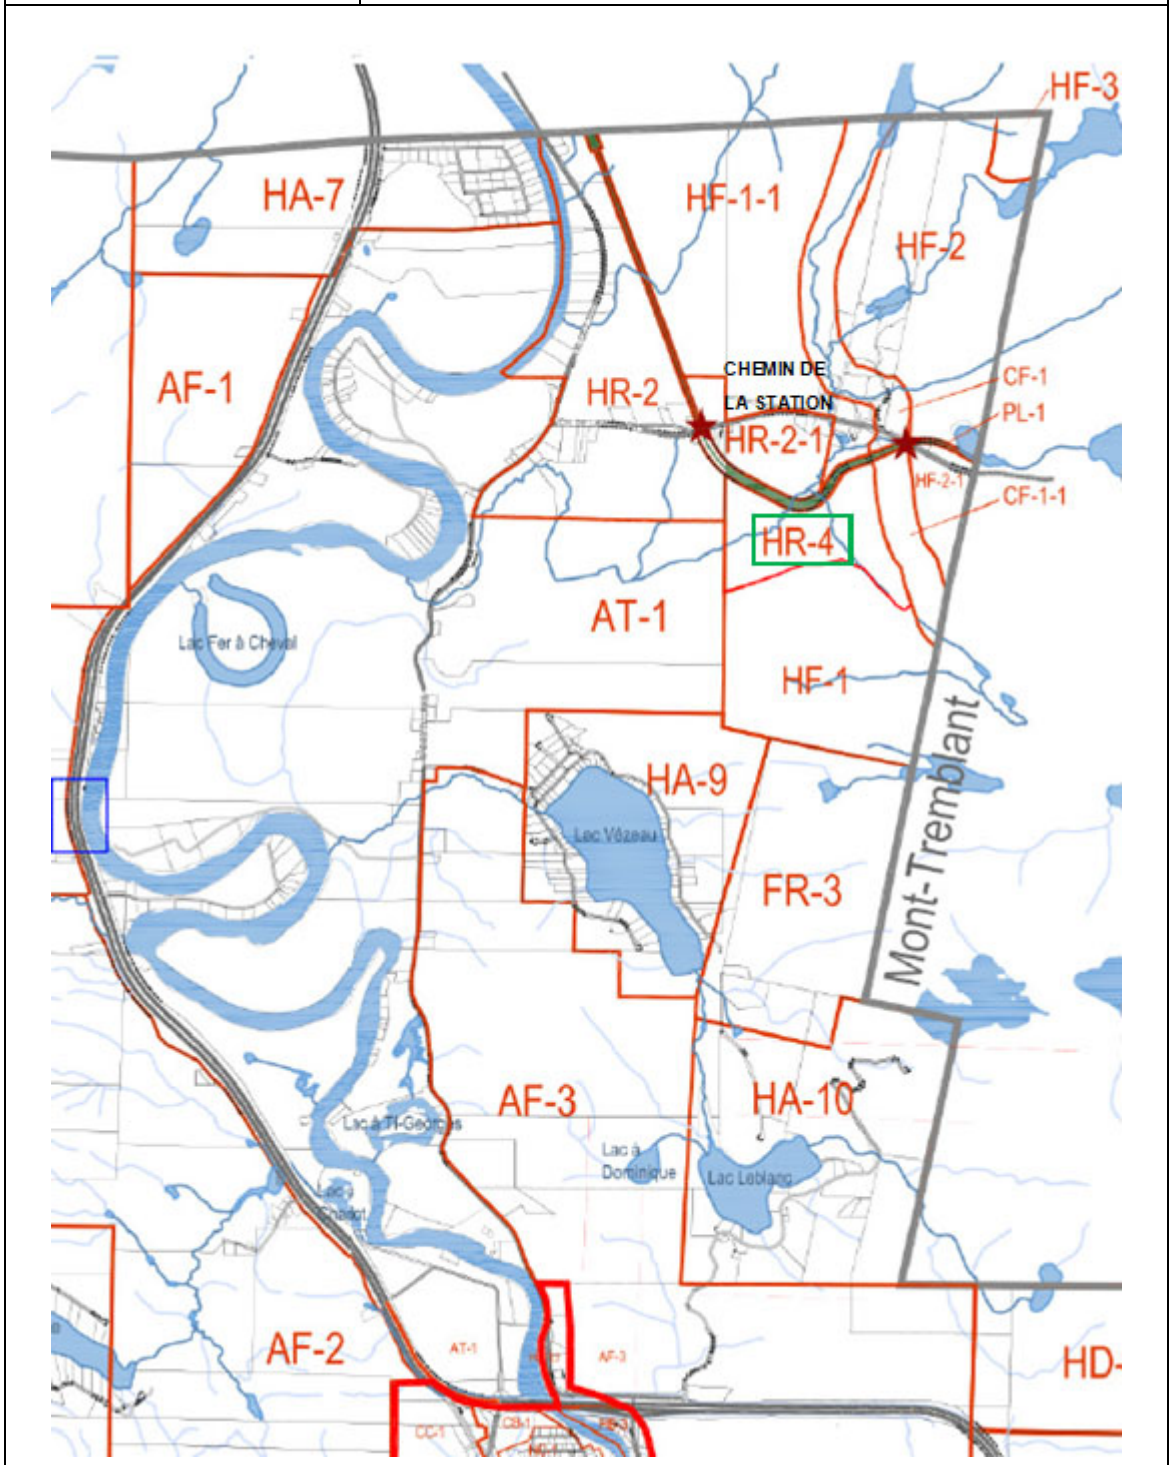 HF-3
HA-7
HF-1-1
HF-2
CHEMIN DE
LA STATION
CF-1
AF-1
HR-2
PL-1
HR-2-1
HF-2-1
CF-1-1
HR-4
AT-1
Lac Fer à Cheval
HF-1
Mont-Tremblant
HA-9
Lac Vézeau
FR-3
AF-3
HA-10
Lac à Ti-Georges
Lac à
Dominique
Lac Leblanc
Lac à
Charlot
AF-2
AT-1
AF-3
HD-
CC-1
CB-1